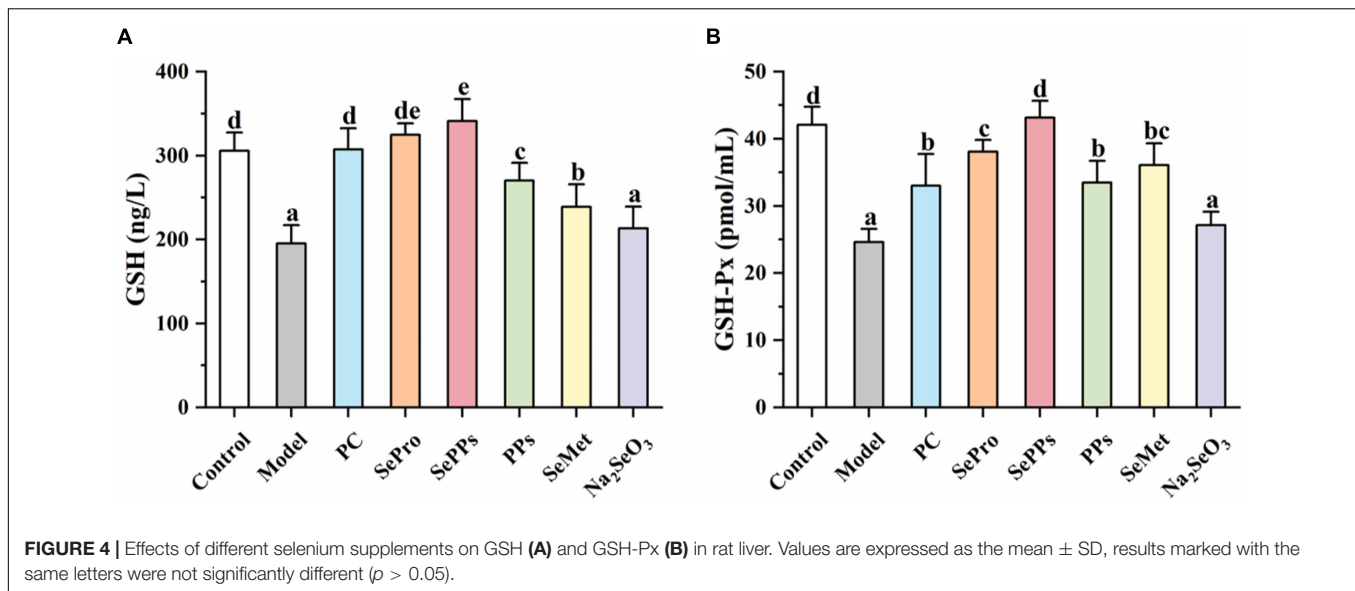 A
GSH (ng/L)
400
300
200
100
0
d
a
d
de
e
c
b
a
Control
Model
PC
SePro
SePPs
PPs
SeMet
Na₂SeO₃
B
GSH-Px (pmol/mL)
50
40
30
20
10
0
d
a
b
c
d
b
bc
a
Control
Model
PC
SePro
SePPs
PPs
SeMet
Na₂SeO₃
FIGURE 4 | Effects of different selenium supplements on GSH (A) and GSH-Px (B) in rat liver. Values are expressed as the mean ± SD, results marked with the
same letters were not significantly different (p > 0.05).